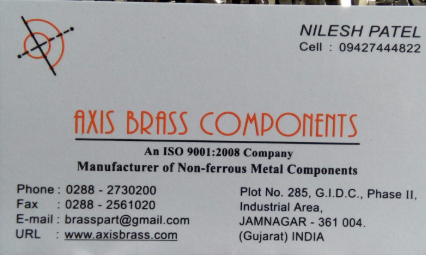 NILESH PATEL
Cell : 09427444822
AXIS BRASS COMPONENTS
An ISO 9001:2008 Company
Manufacturer of Non-ferrous Metal Components
Phone : 0288 - 2730200
Fax : 0288 - 2561020
E-mail : brasspart@gmail.com
URL : www.axisbrass.com
Plot No. 285, G.I.D.C., Phase II,
Industrial Area,
JAMNAGAR - 361 004.
(Gujarat) INDIA